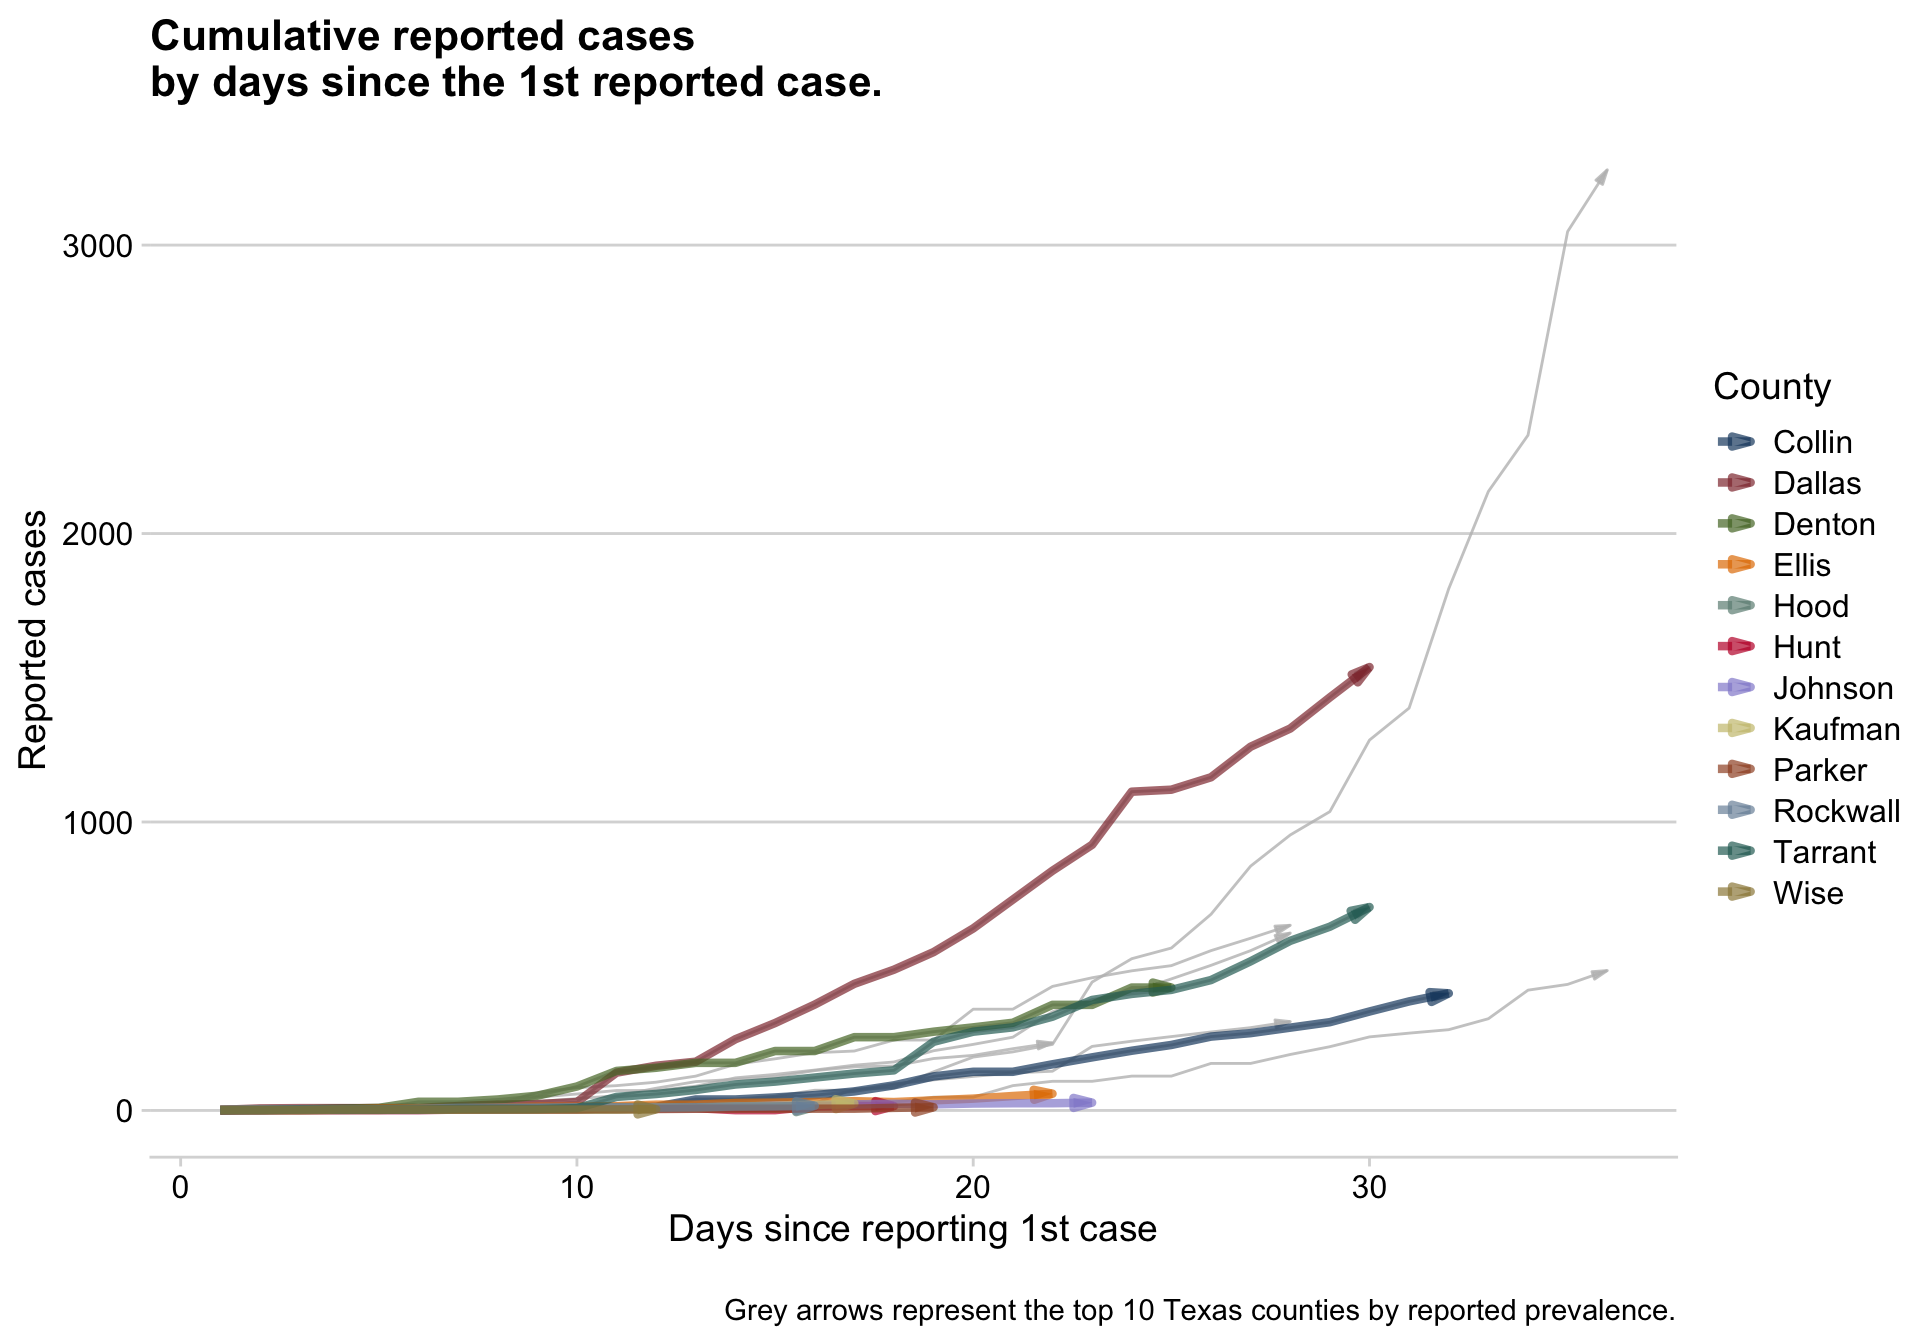 Cumulative reported cases
by days since the 1st reported case.
Reported cases
3000
2000
1000
0
0
10
20
30
Days since reporting 1st case
County
Collin
Dallas
Denton
Ellis
Hood
Hunt
Johnson
Kaufman
Parker
Rockwall
Tarrant
Wise
Grey arrows represent the top 10 Texas counties by reported prevalence.